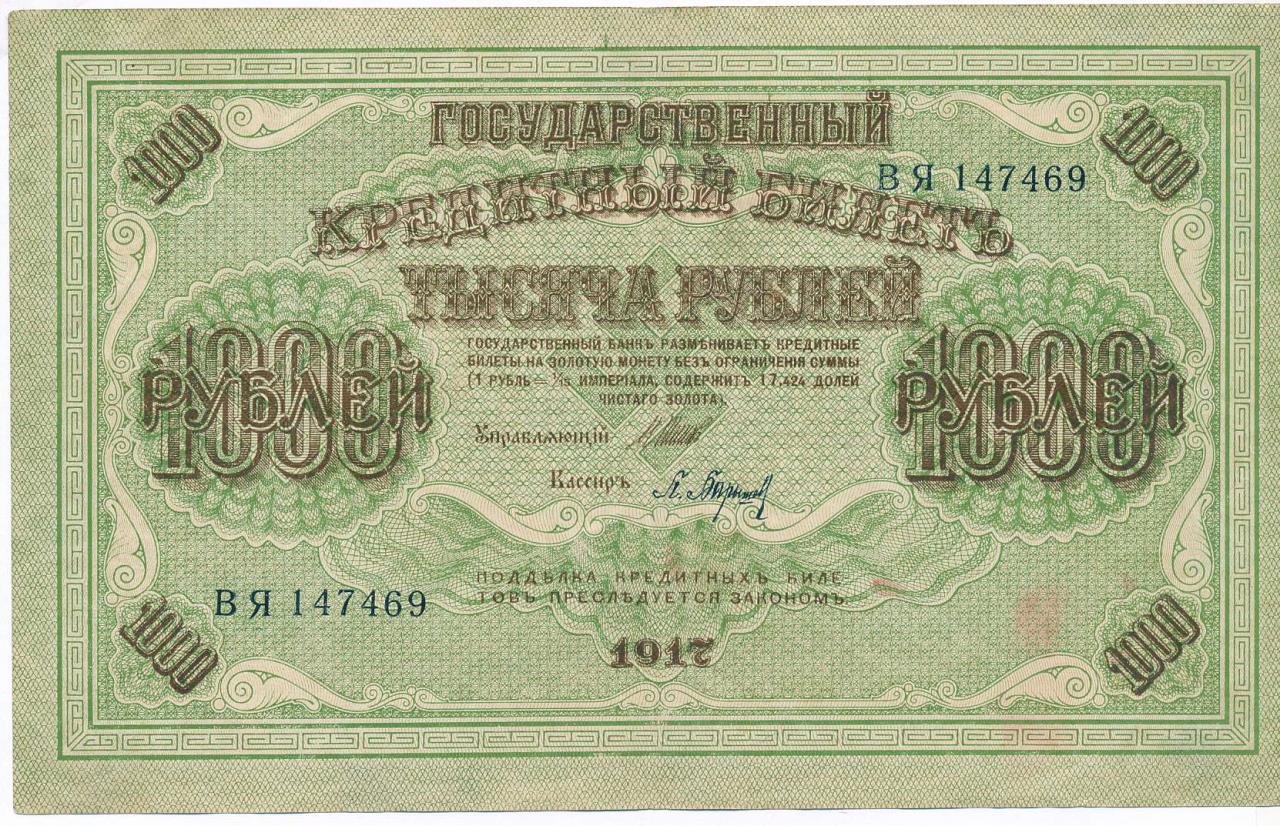 1000
1000
ГОСУДАРСТВЕННЫЙ
ВЯ 147469
КРЕДИТНЫЙ БИЛЕТЪ
ТЫСЯЧА РУБЛЕЙ
1000
РУБЛЕЙ
1000
РУБЛЕЙ
ГОСУДАРСТВЕННЫЙ БАНКЪ РАЗМѢНИВАЕТЪ КРЕДИТНЫЕ
БИЛЕТЫ НА ЗОЛОТУЮ МОНЕТУ БЕЗЪ ОГРАНИЧЕНІЯ СУММЫ
(1 РУБЛЬ = 1/15 ИМПЕРІАЛА, СОДЕРЖИТЪ 17,424 ДОЛЕЙ
ЧИСТАГО ЗОЛОТА).
Управляющій
Кассиръ
ПОДДѢЛКА КРЕДИТНЫХЪ БИЛЕ
ТОВЪ ПРЕСЛѢДУЕТСЯ ЗАКОНОМЪ
ВЯ 147469
1917
1000
1000